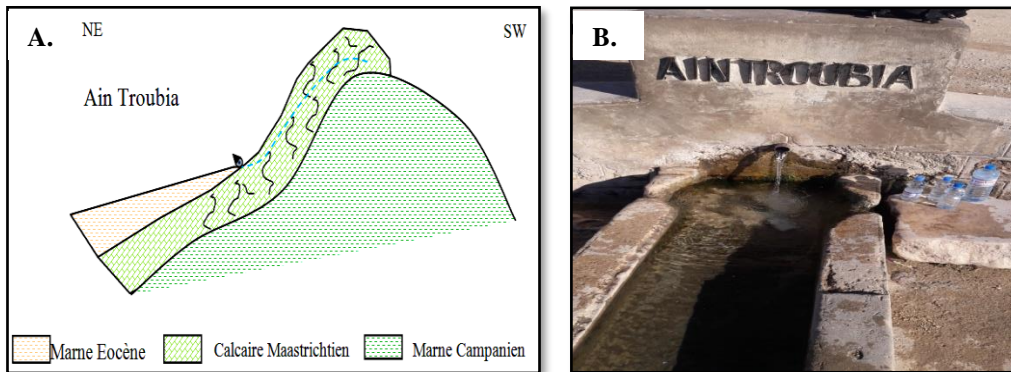 A.
NE
SW
Ain Troubia
Marne Eocène
Calcaire Maastrichtien
Marne Campanien
B.
AIN TROUBIA